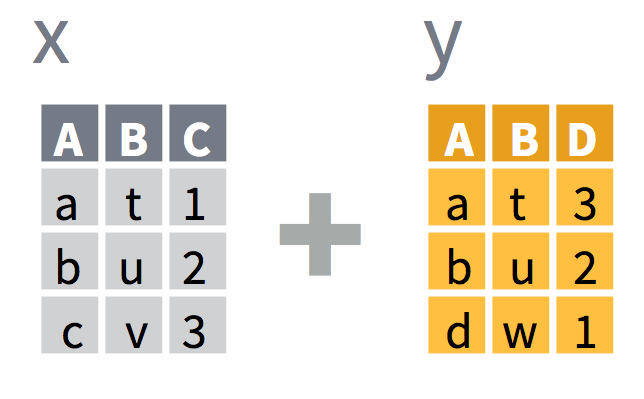 x y
A B C A B D
a t 1 a t 3
b u 2 b u 2
c v 3 d w 1